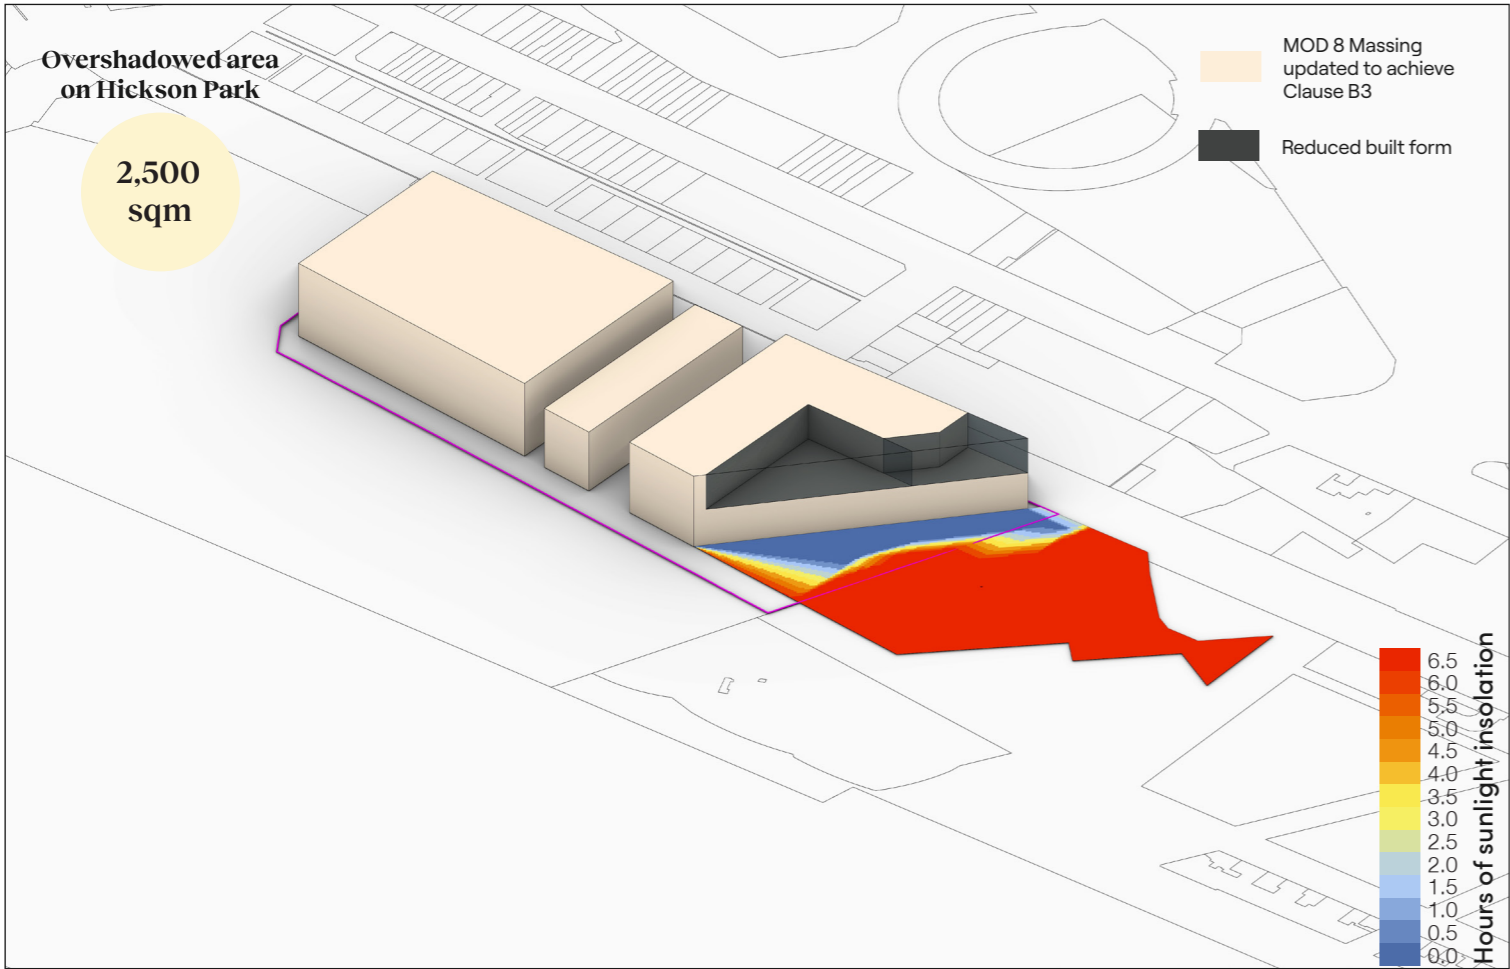 Overshadowed area
on Hickson Park
2,500
sqm
MOD 8 Massing
updated to achieve
Clause B3
Reduced built form
6.5
6.0
5.5
5.0
4.5
4.0
3.5
3.0
2.5
2.0
1.5
1.0
0.5
0.0
Hours of sunlight insolation